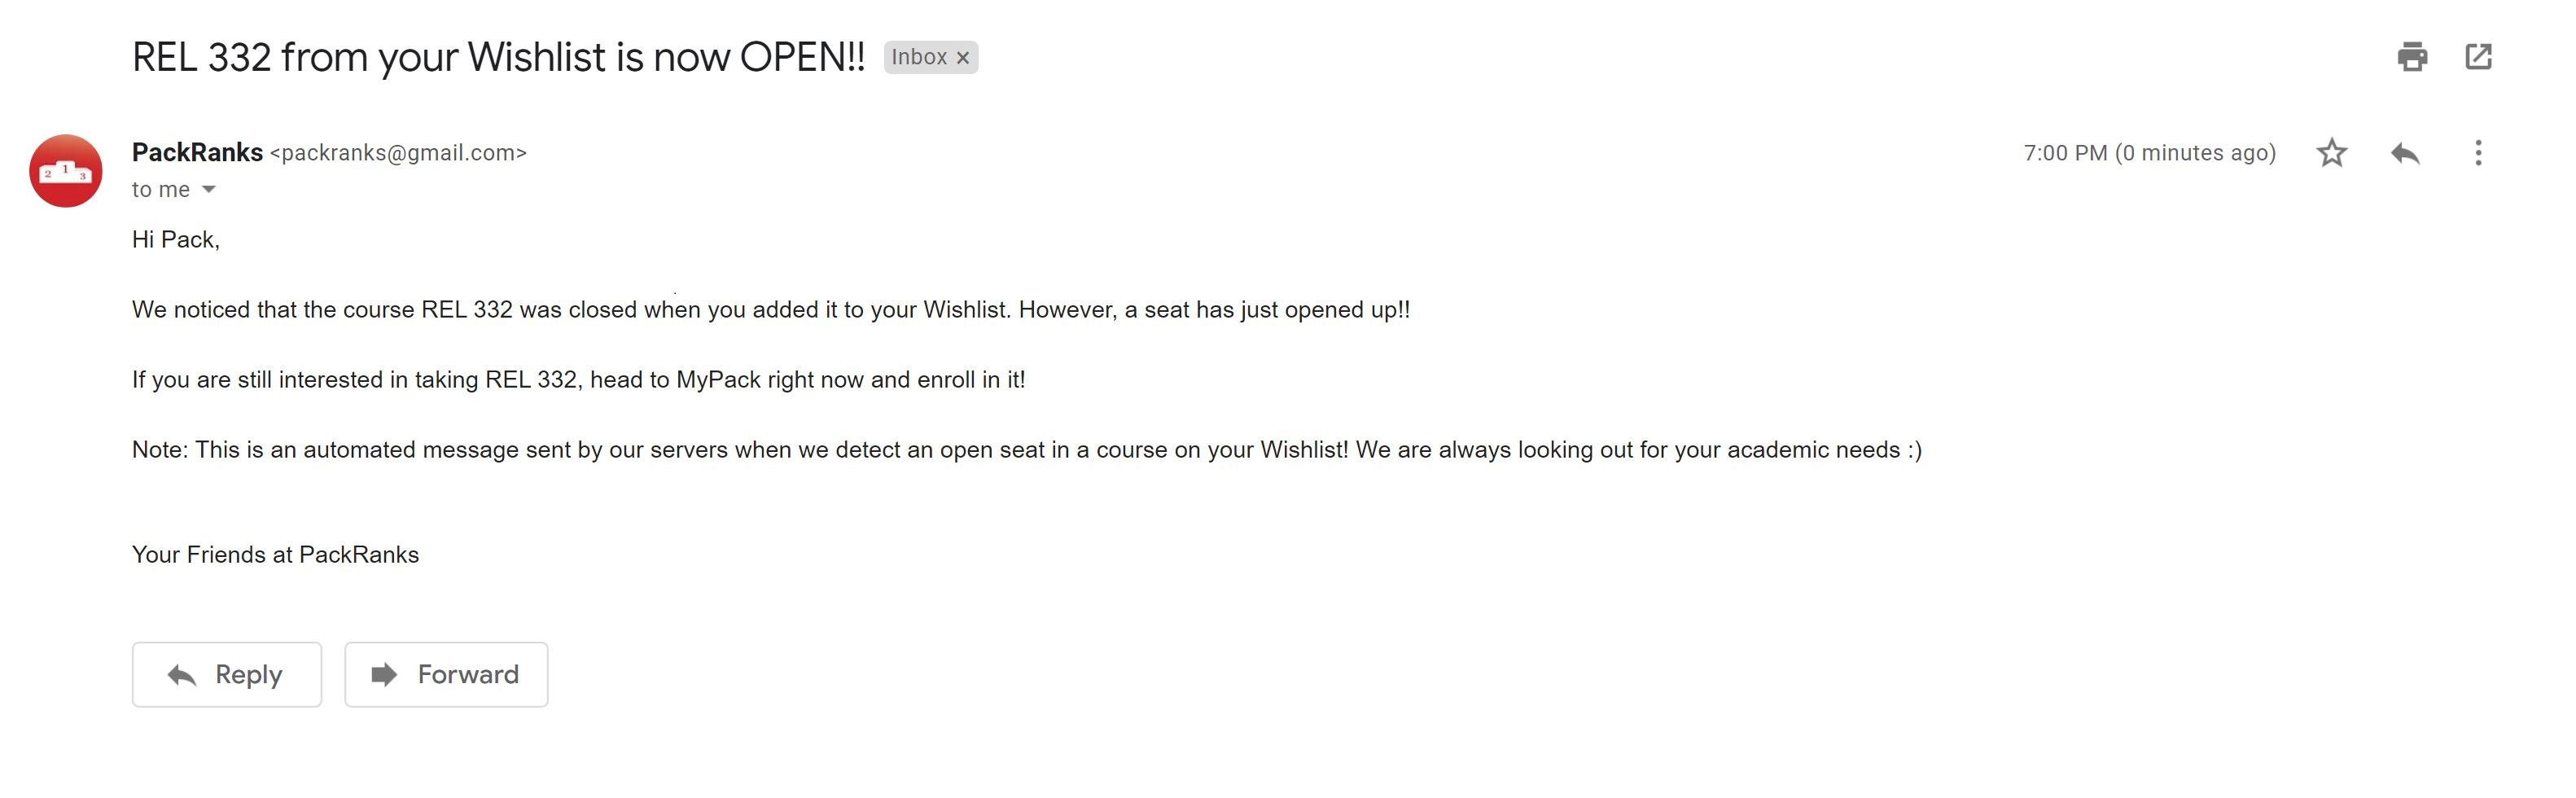 REL 332 from your Wishlist is now OPEN!! Inbox x
PackRanks <packranks@gmail.com> 7:00 PM (0 minutes ago)
2 1 3
to me
Hi Pack,
We noticed that the course REL 332 was closed when you added it to your Wishlist. However, a seat has just opened up!!
If you are still interested in taking REL 332, head to MyPack right now and enroll in it!
Note: This is an automated message sent by our servers when we detect an open seat in a course on your Wishlist! We are always looking out for your academic needs :)
Your Friends at PackRanks
Reply Forward